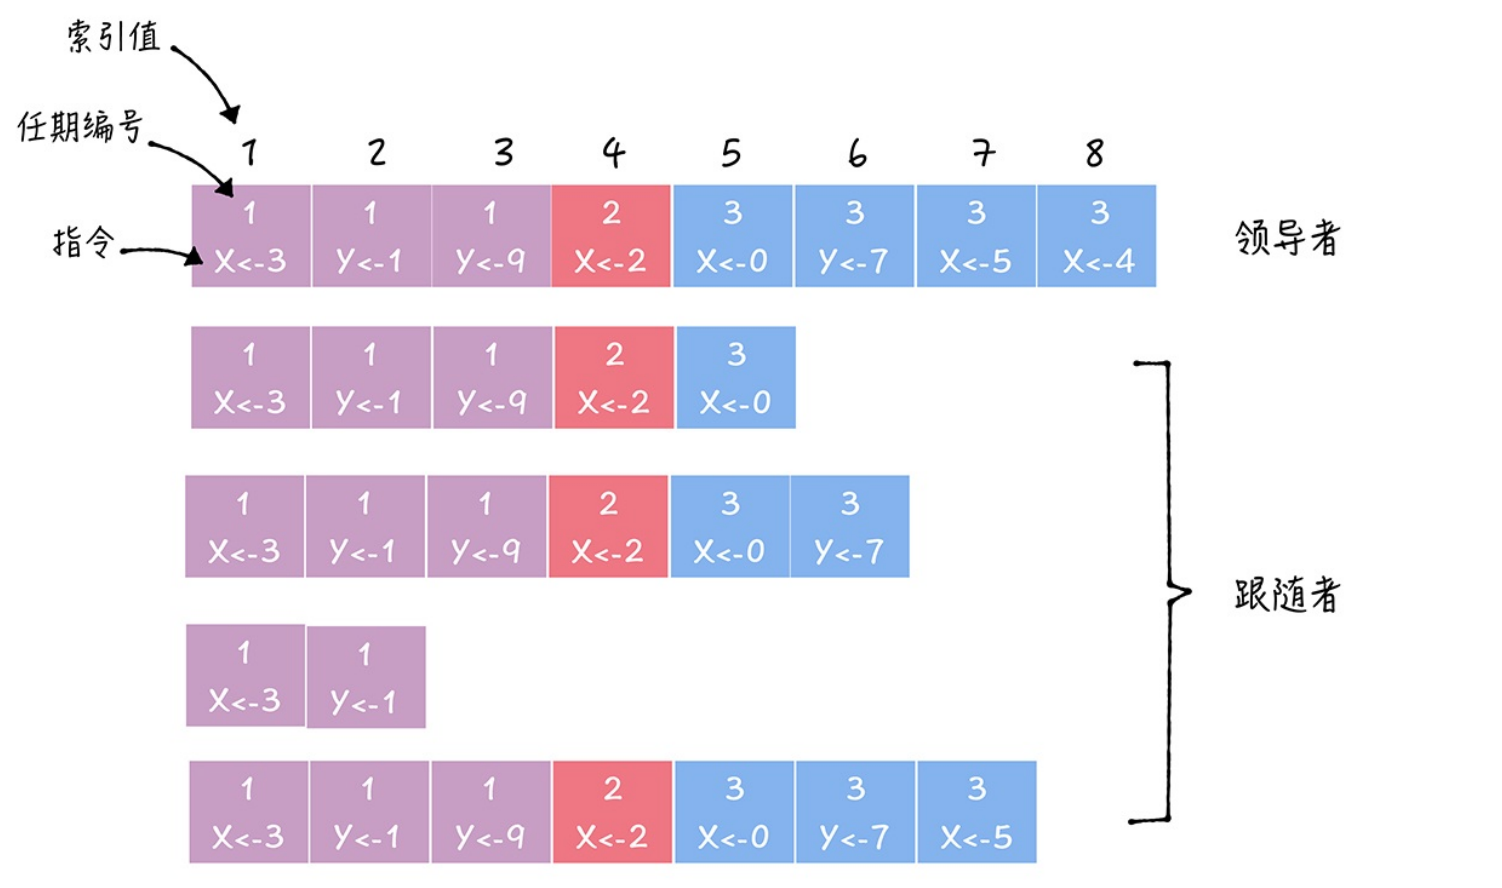 索引值
任期编号
1 2 3 4 5 6 7 8
1 1 1 2 3 3 3 3
指令
X<-3 Y<-1 Y<-9 X<-2 X<-0 Y<-7 X<-5 X<-4
领导者
1 1 1 2 3
X<-3 Y<-1 Y<-9 X<-2 X<-0
1 1 1 2 3 3
X<-3 Y<-1 Y<-9 X<-2 X<-0 Y<-7
跟随者
1 1
X<-3 Y<-1
1 1 1 2 3 3 3
X<-3 Y<-1 Y<-9 X<-2 X<-0 Y<-7 X<-5